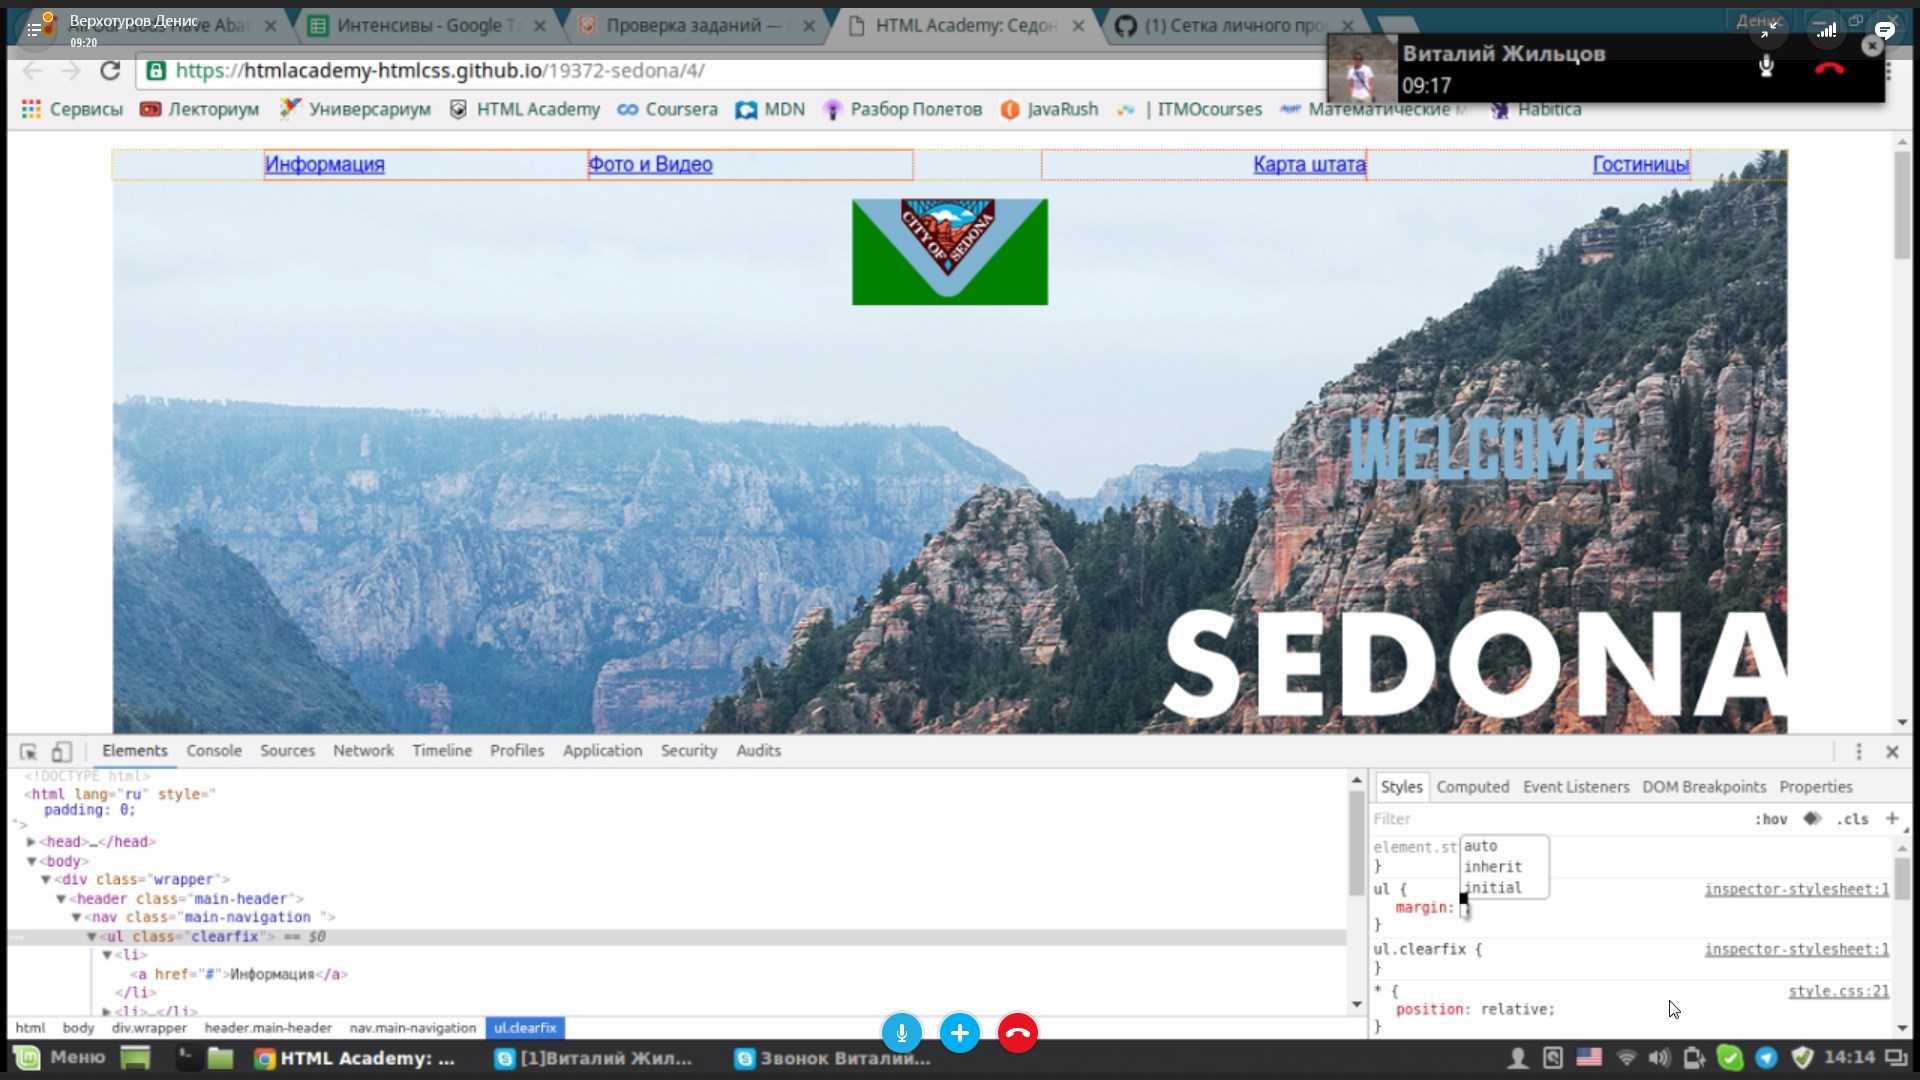 Верхотуров Денис
09:20
Интенсивы - Google Т
Проверка заданий —
HTML Academy: Седон
(1) Сетка личного про
Денис
Виталий Жильцов
09:17
https://htmlacademy-htmlcss.github.io/19372-sedona/4/
Сервисы
Лекториум
Универсариум
HTML Academy
Coursera
MDN
Разбор Полетов
JavaRush
| ITMOcourses
Математические
Habitica
Информация
Фото и Видео
Карта штата
Гостиницы
CITY OF SEDONA
WELCOME
SEDONA
Elements
Console
Sources
Network
Timeline
Profiles
Application
Security
Audits
<!DOCTYPE html>
<html lang="ru" style="
padding: 0;
">
<head>…</head>
<body>
<div class="wrapper">
<header class="main-header">
<nav class="main-navigation ">
<ul class="clearfix"> == $0
<li>
<a href="#">Информация</a>
</li>
<li>…</li>
html
body
div.wrapper
header.main-header
nav.main-navigation
ul.clearfix
Styles
Computed
Event Listeners
DOM Breakpoints
Properties
Filter
:hov
.cls
+
element.st
}
auto
inherit
initial
ul {
inspector-stylesheet:1
margin:
}
ul.clearfix {
inspector-stylesheet:1
}
* {
style.css:21
position: relative;
}
Меню
HTML Academy: ...
[1]Виталий Жил...
Звонок Виталий...
14:14